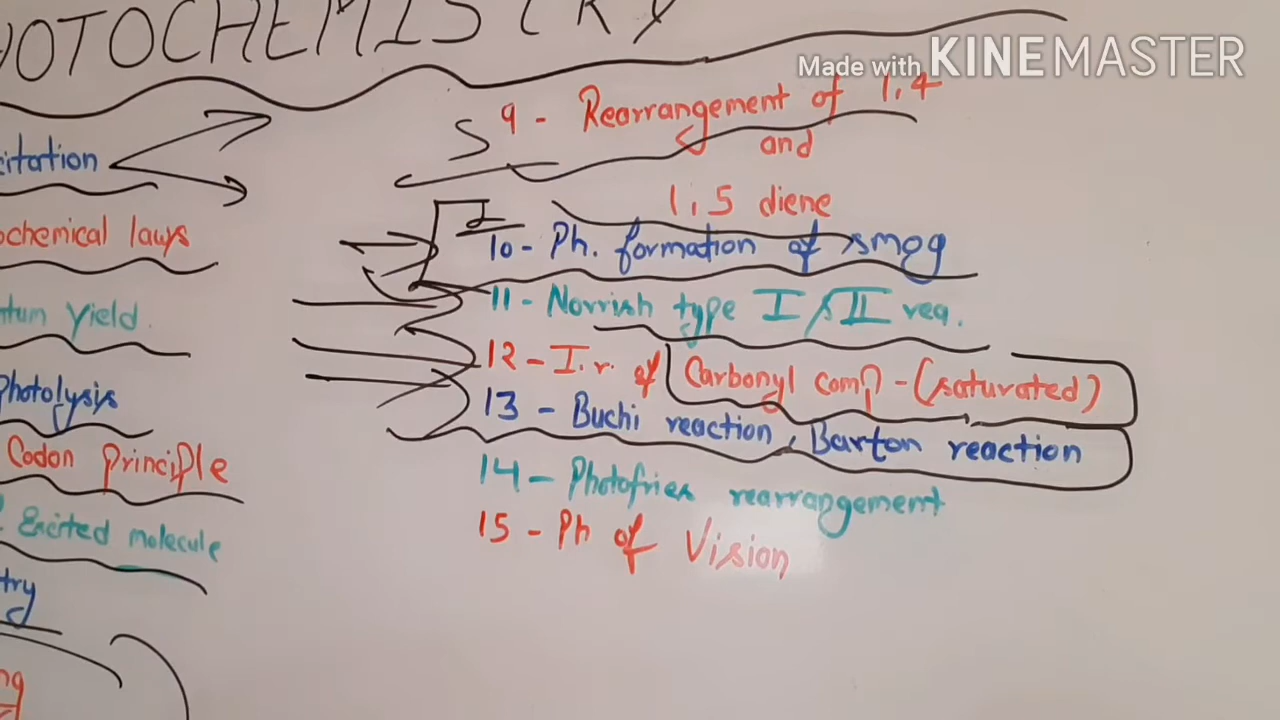 OTOCHEMISTRY
Made with KINEMASTER
citation
ochemical laws
ntum Yield.
Photolysis
Codon Principle
Excited molecule
try
ng
9 - Rearrangement of 1,4
and
1,5 diene
10- Ph. formation of smog
11 - Norrish type I / II rea.
12 - I.r. of Carbonyl comp - (saturated)
13 - Buchi reaction, Barton reaction
14 - Photofries rearrangement
15 - Ph of Vision